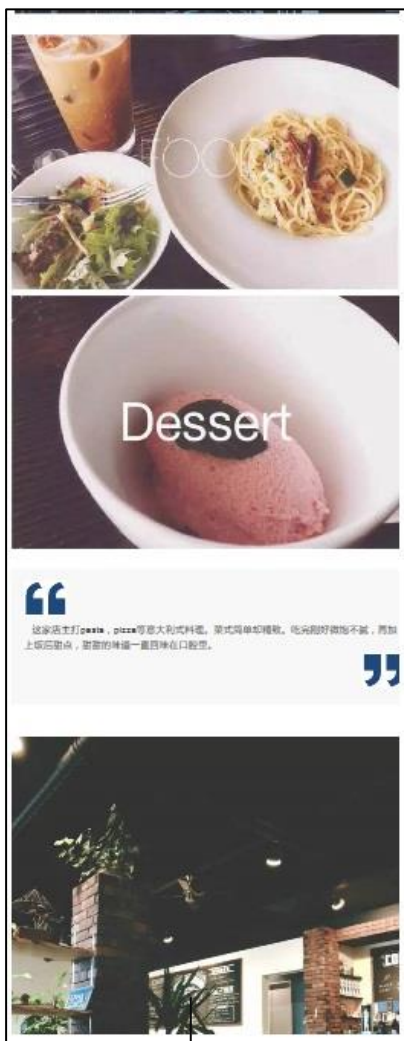 FOOD
Dessert
“
这家店主打pasta，pizza等意大利式料理。菜式简单却精致。吃完刚好微饱不腻，再加
上饭后甜点，甜甜的味道一直回味在口腔里。
”